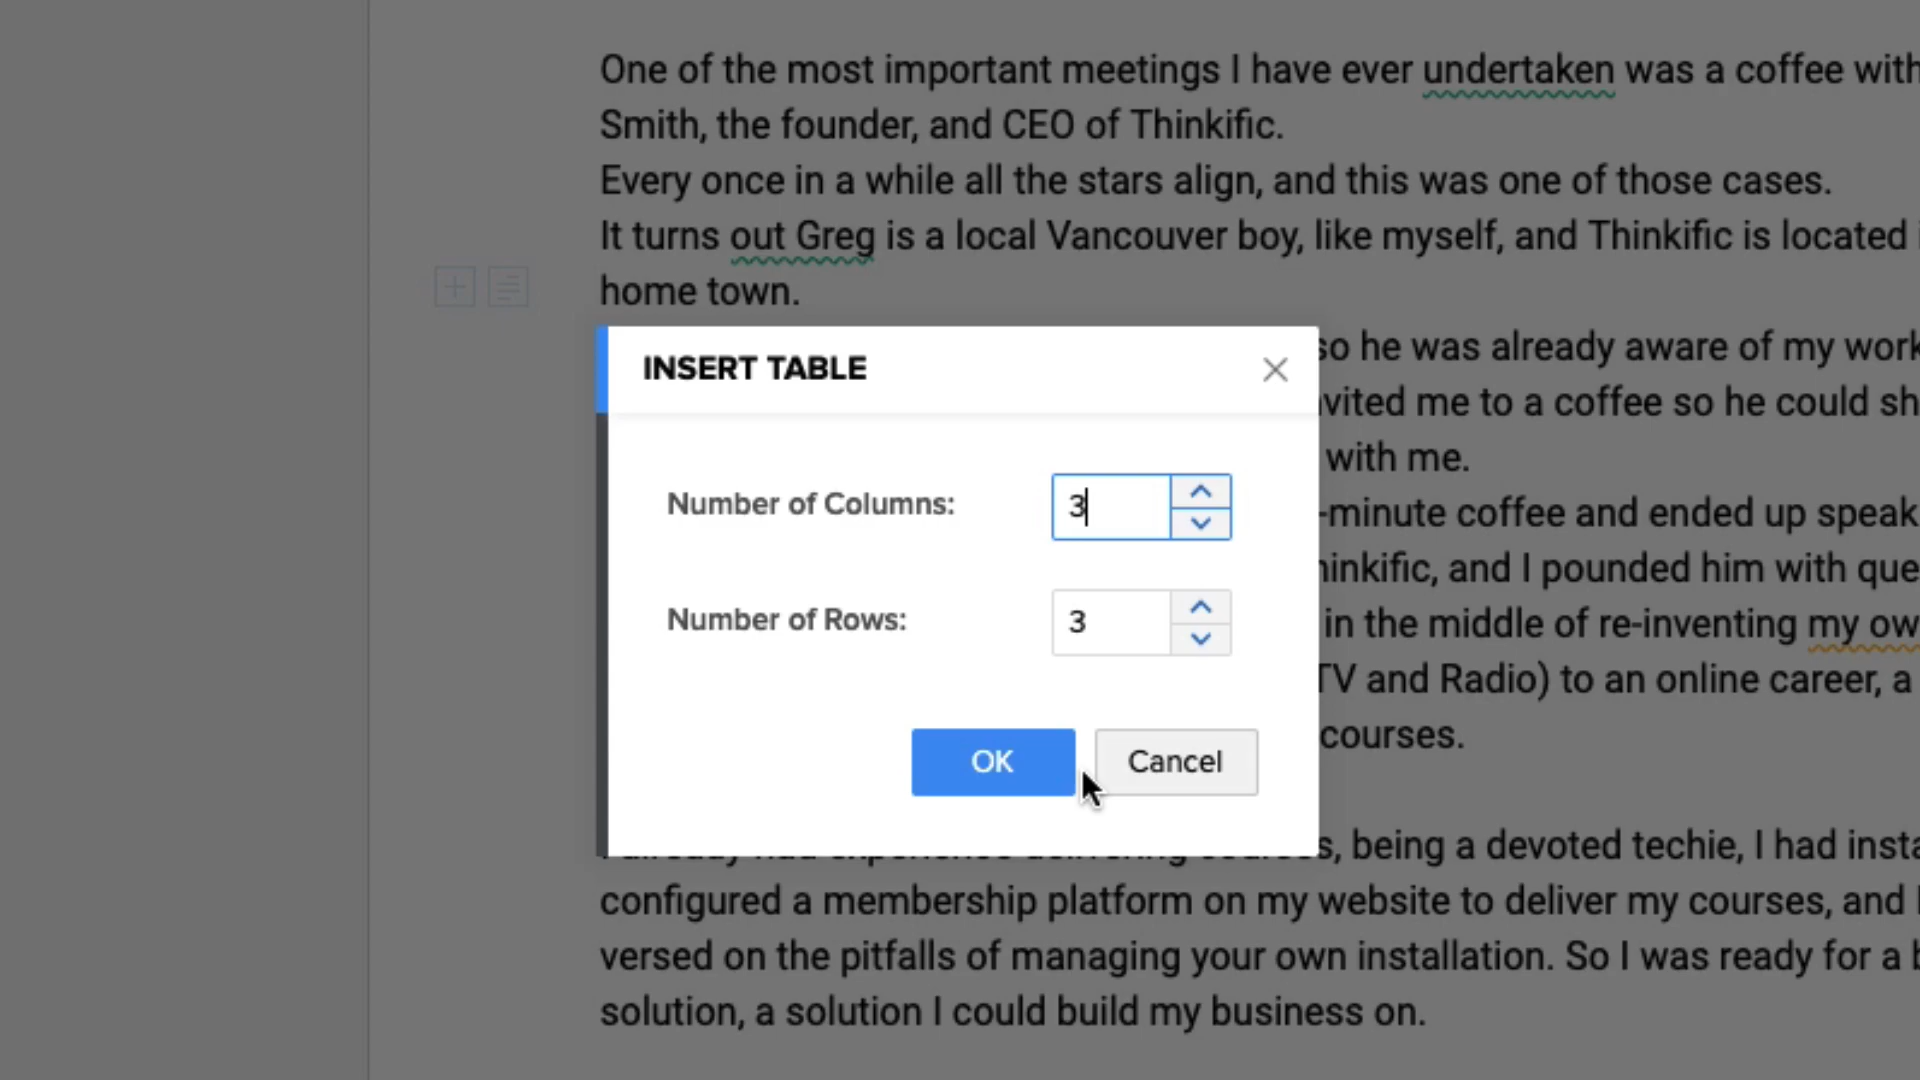 One of the most important meetings I have ever undertaken was a coffee with
Smith, the founder, and CEO of Thinkific.
Every once in a while all the stars align, and this was one of those cases.
It turns out Greg is a local Vancouver boy, like myself, and Thinkific is located
home town.
INSERT TABLE
Number of Columns: 3
Number of Rows: 3
OK
Cancel
so he was already aware of my work
me to a coffee so he could
with me.
-minute coffee and ended up
and I pounded him with
in the middle of re-inventing my
TV and Radio) to an online career, a
courses.
being a devoted techie, I had
configured a membership platform on my website to deliver my courses, and
versed on the pitfalls of managing your own installation. So I was ready for a
solution, a solution I could build my business on.